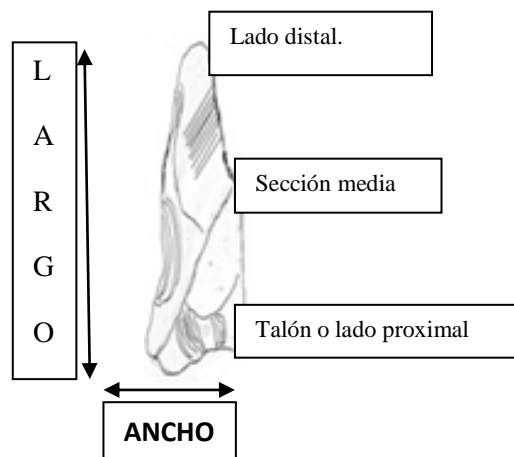 Lado distal.
L
A
R
G
O
Sección media
Talón o lado proximal
ANCHO